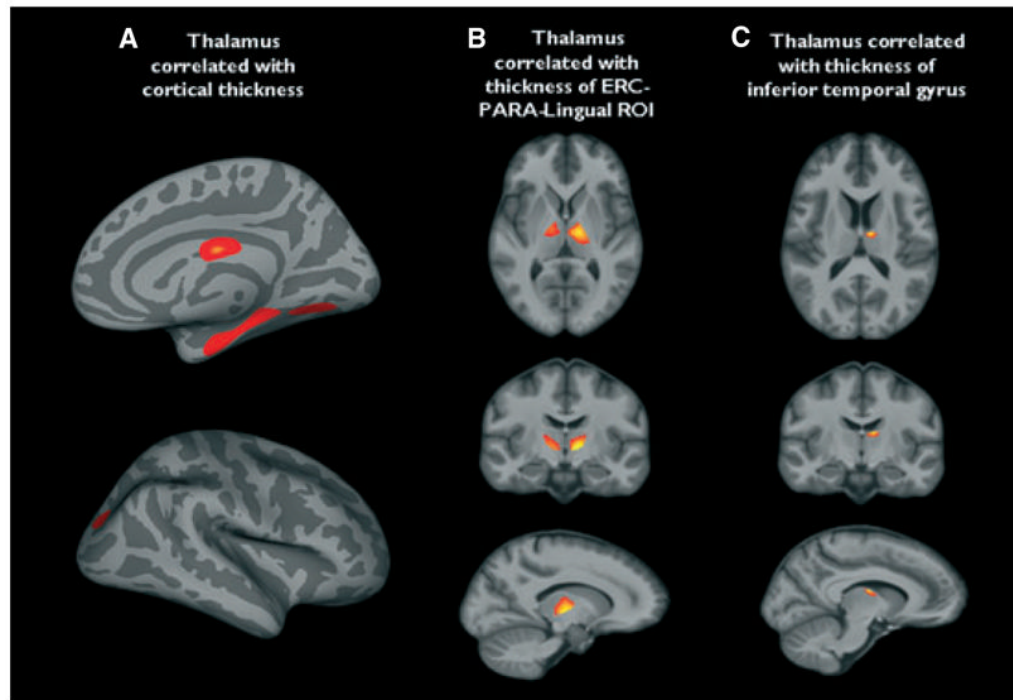 A
Thalamus
correlated with
cortical thickness
B
Thalamus
correlated with
thickness of ERC-
PARA-Lingual ROI
C
Thalamus correlated
with thickness of
inferior temporal gyrus